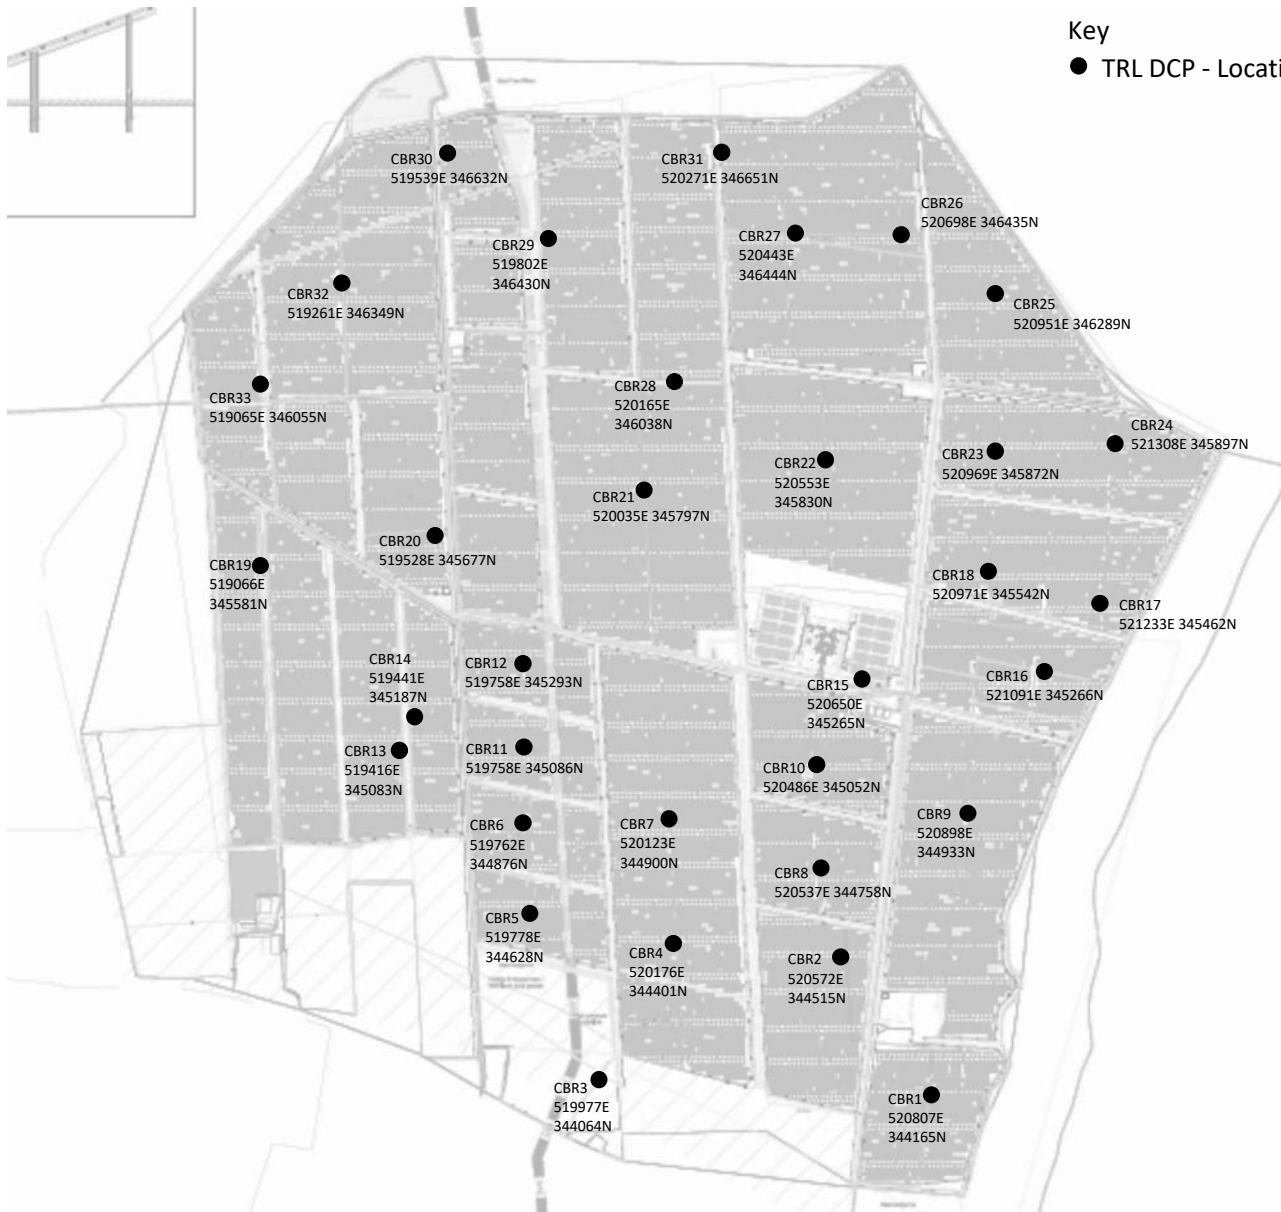 Key
TRL DCP - Locati
CBR30
519539E 346632N
CBR31
520271E 346651N
CBR26
520698E 346435N
CBR29
519802E
346430N
CBR27
520443E
346444N
CBR32
519261E 346349N
CBR25
520951E 346289N
CBR33
519065E 346055N
CBR28
520165E
346038N
CBR24
521308E 345897N
CBR23
520969E 345872N
CBR22
520553E
345830N
CBR21
520035E 345797N
CBR20
519528E 345677N
CBR19
519066E
345581N
CBR18
520971E 345542N
CBR17
521233E 345462N
CBR14
519441E
345187N
CBR12
519758E 345293N
CBR15
520650E
345265N
CBR16
521091E 345266N
CBR13
519416E
345083N
CBR11
519758E 345086N
CBR10
520486E 345052N
CBR6
519762E
344876N
CBR7
520123E
344900N
CBR9
520898E
344933N
CBR8
520537E 344758N
CBR5
519778E
344628N
CBR4
520176E
344401N
CBR2
520572E
344515N
CBR3
519977E
344064N
CBR1
520807E
344165N